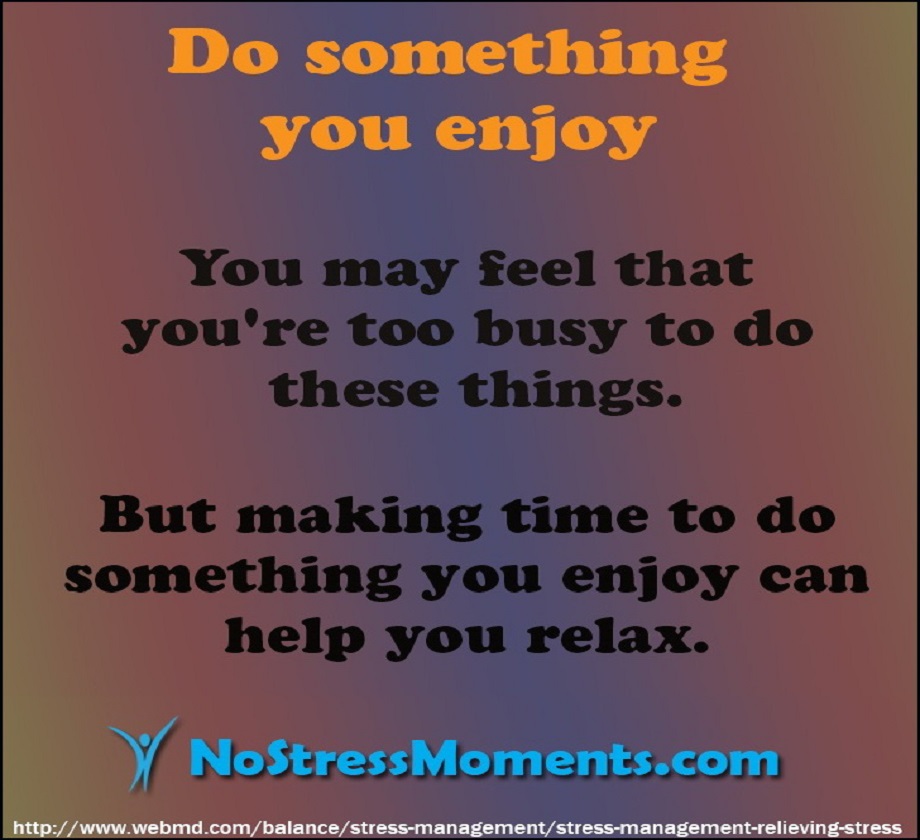 Do something
you enjoy
You may feel that
you're too busy to do
these things.
But making time to do
something you enjoy can
help you relax.
NoStressMoments.com
http://www.webmd.com/balance/stress-management/stress-management-relieving-stress